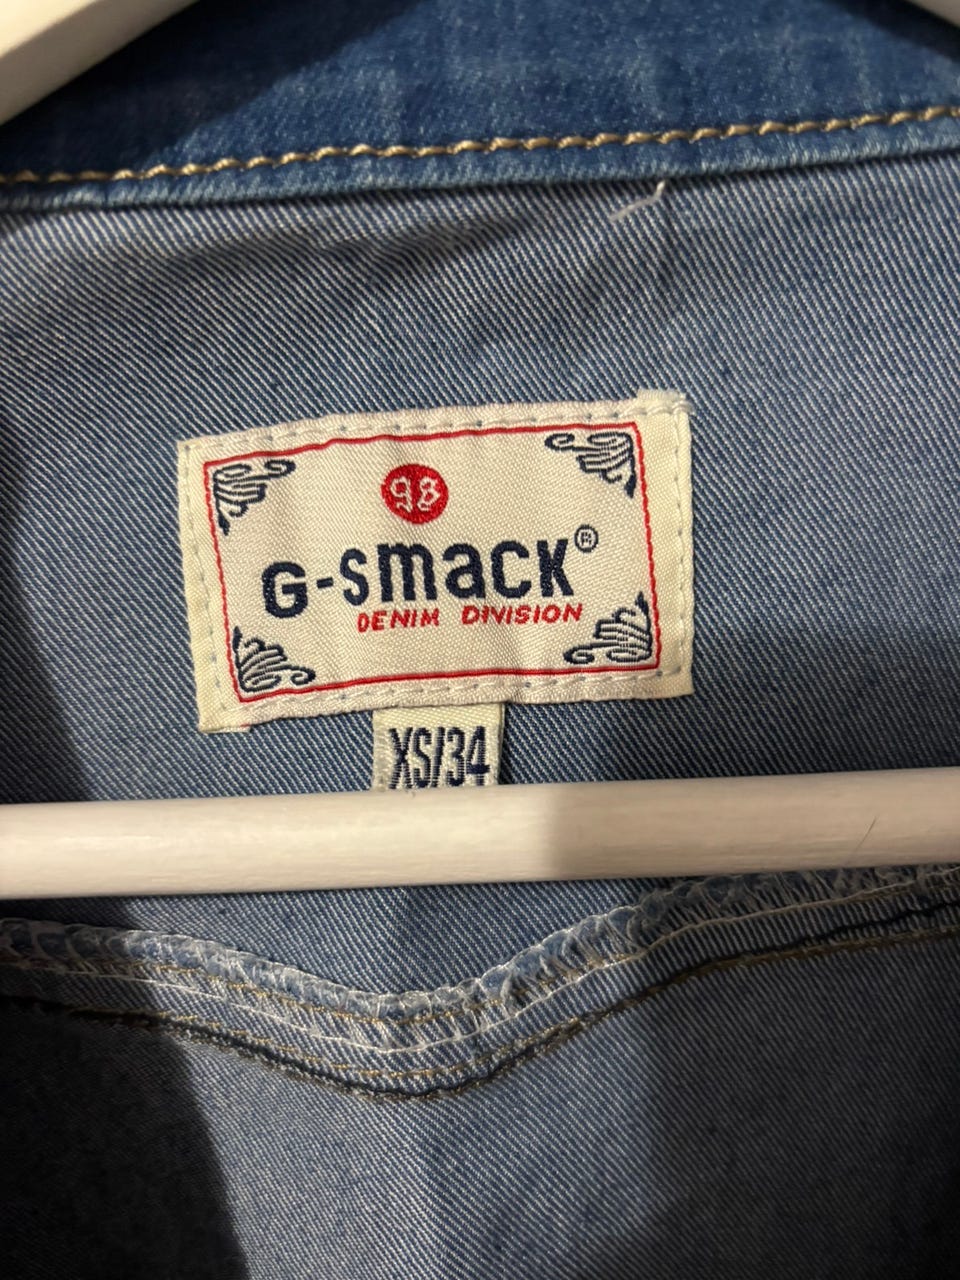 98
G-smack®
DENIM DIVISION
XS/34